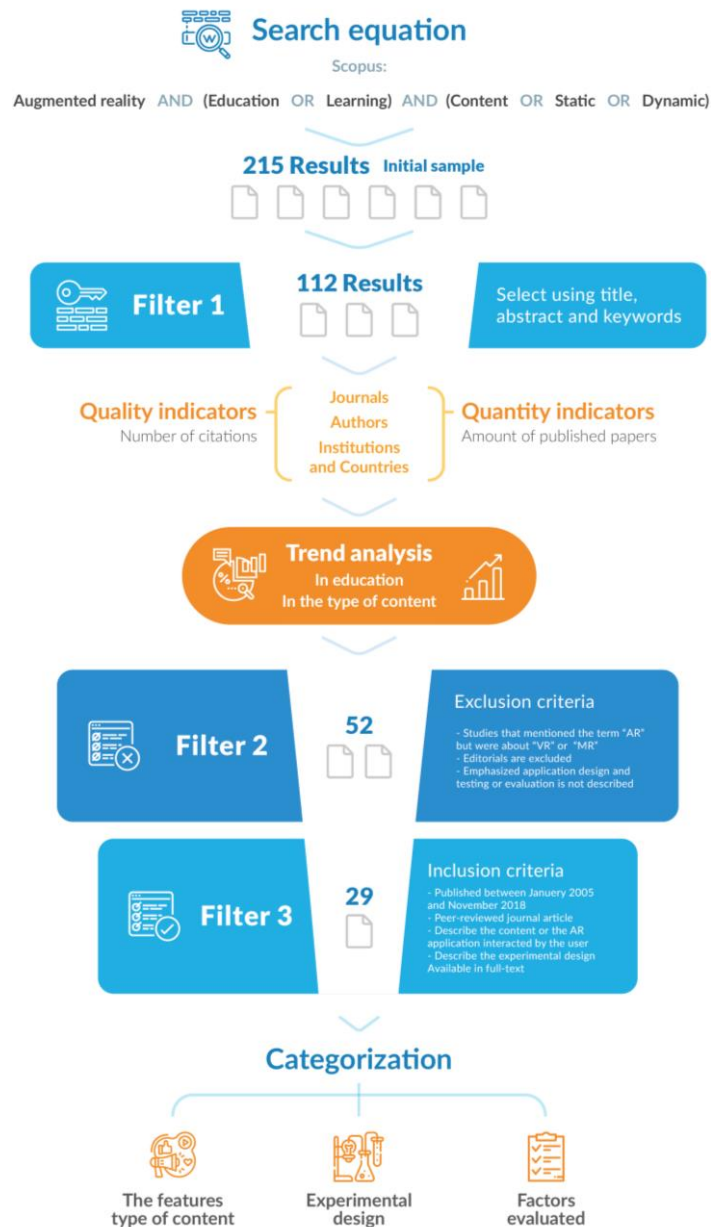 Search equation
Scopus:
Augmented reality AND (Education OR Learning) AND (Content OR Static OR Dynamic)
215 Results Initial sample
Filter 1
112 Results
Select using title,
abstract and keywords
Quality indicators
Number of citations
Journals
Authors
Institutions
and Countries
Quantity indicators
Amount of published papers
Trend analysis
In education
In the type of content
Filter 2
52
Exclusion criteria
- Studies that mentioned the term “AR”
but were about “VR” or “MR”
- Editorials are excluded
- Emphasized application design and
testing or evaluation is not described
Filter 3
29
Inclusion criteria
- Published between Janaury 2005
and November 2018
- Peer-reviewed journal article
- Describe the content or the AR
application interacted by the user
- Describe the experimental design
Available in full-text
Categorization
The features
type of content
Experimental
design
Factors
evaluated